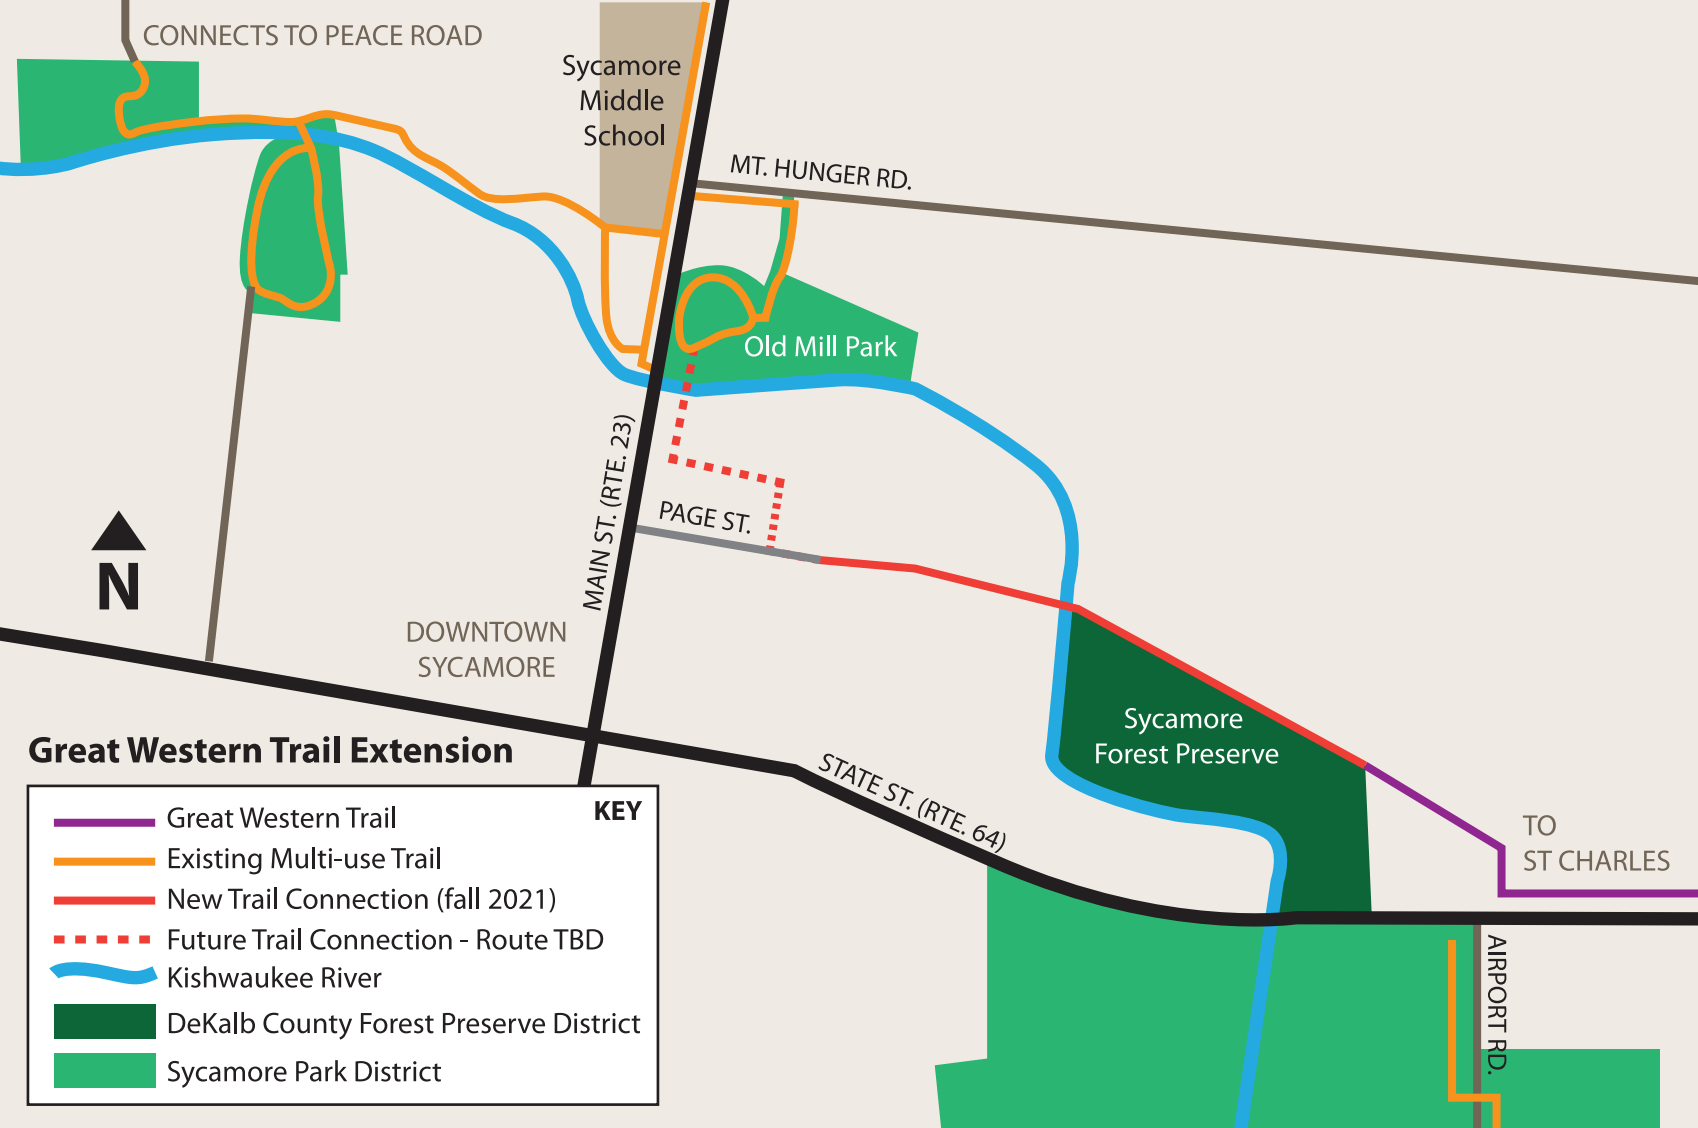 CONNECTS TO PEACE ROAD
Sycamore
Middle
School
MT. HUNGER RD.
Old Mill Park
MAIN ST. (RTE. 23)
PAGE ST.
N
DOWNTOWN
SYCAMORE
Sycamore
Forest Preserve
STATE ST. (RTE. 64)
TO
ST CHARLES
AIRPORT RD.
Great Western Trail Extension
KEY
Great Western Trail
Existing Multi-use Trail
New Trail Connection (fall 2021)
Future Trail Connection - Route TBD
Kishwaukee River
DeKalb County Forest Preserve District
Sycamore Park District